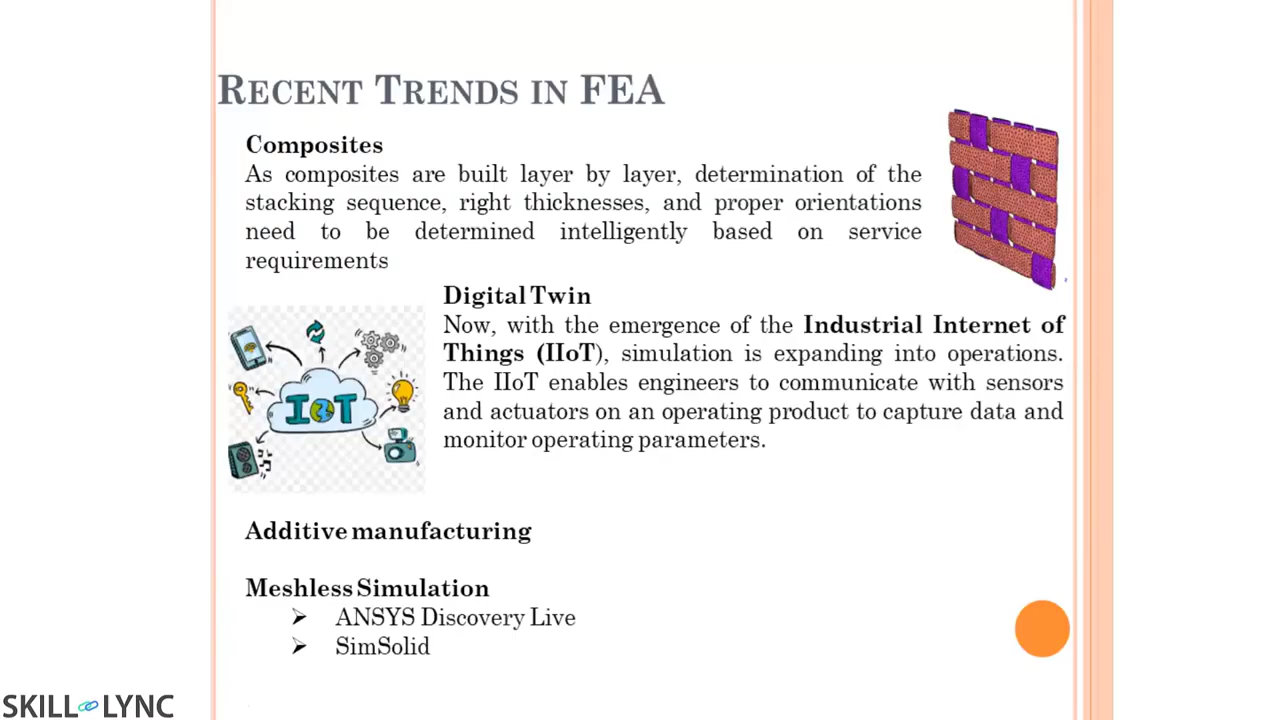 RECENT TRENDS IN FEA
Composites
As composites are built layer by layer, determination of the
stacking sequence, right thicknesses, and proper orientations
need to be determined intelligently based on service
requirements
Digital Twin
Now, with the emergence of the Industrial Internet of
Things (IIoT), simulation is expanding into operations.
The IIoT enables engineers to communicate with sensors
and actuators on an operating product to capture data and
monitor operating parameters.
IOT
Additive manufacturing
Meshless Simulation
ANSYS Discovery Live
SimSolid
SKILL LYNC